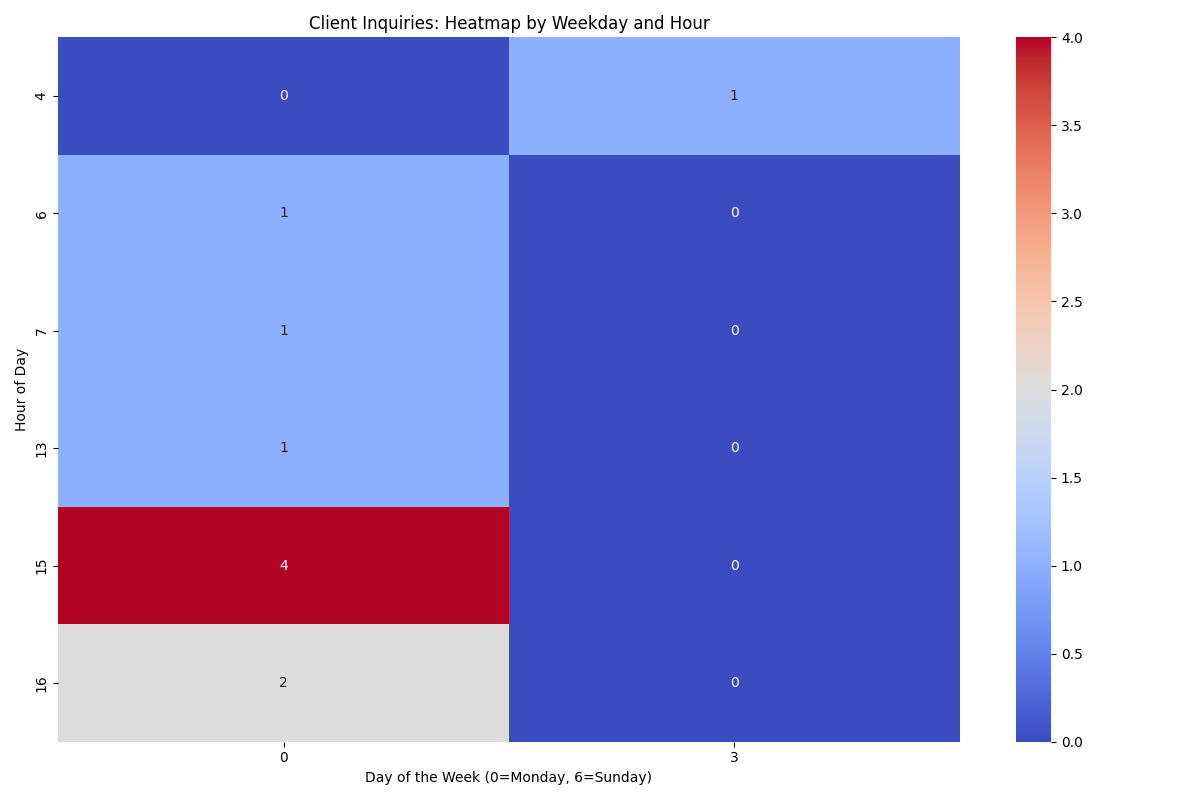 Client Inquiries: Heatmap by Weekday and Hour
Hour of Day
4 0 1
6 1 0
7 1 0
13 1 0
15 4 0
16 2 0
0 3
Day of the Week (0=Monday, 6=Sunday)
4.0
3.5
3.0
2.5
2.0
1.5
1.0
0.5
0.0